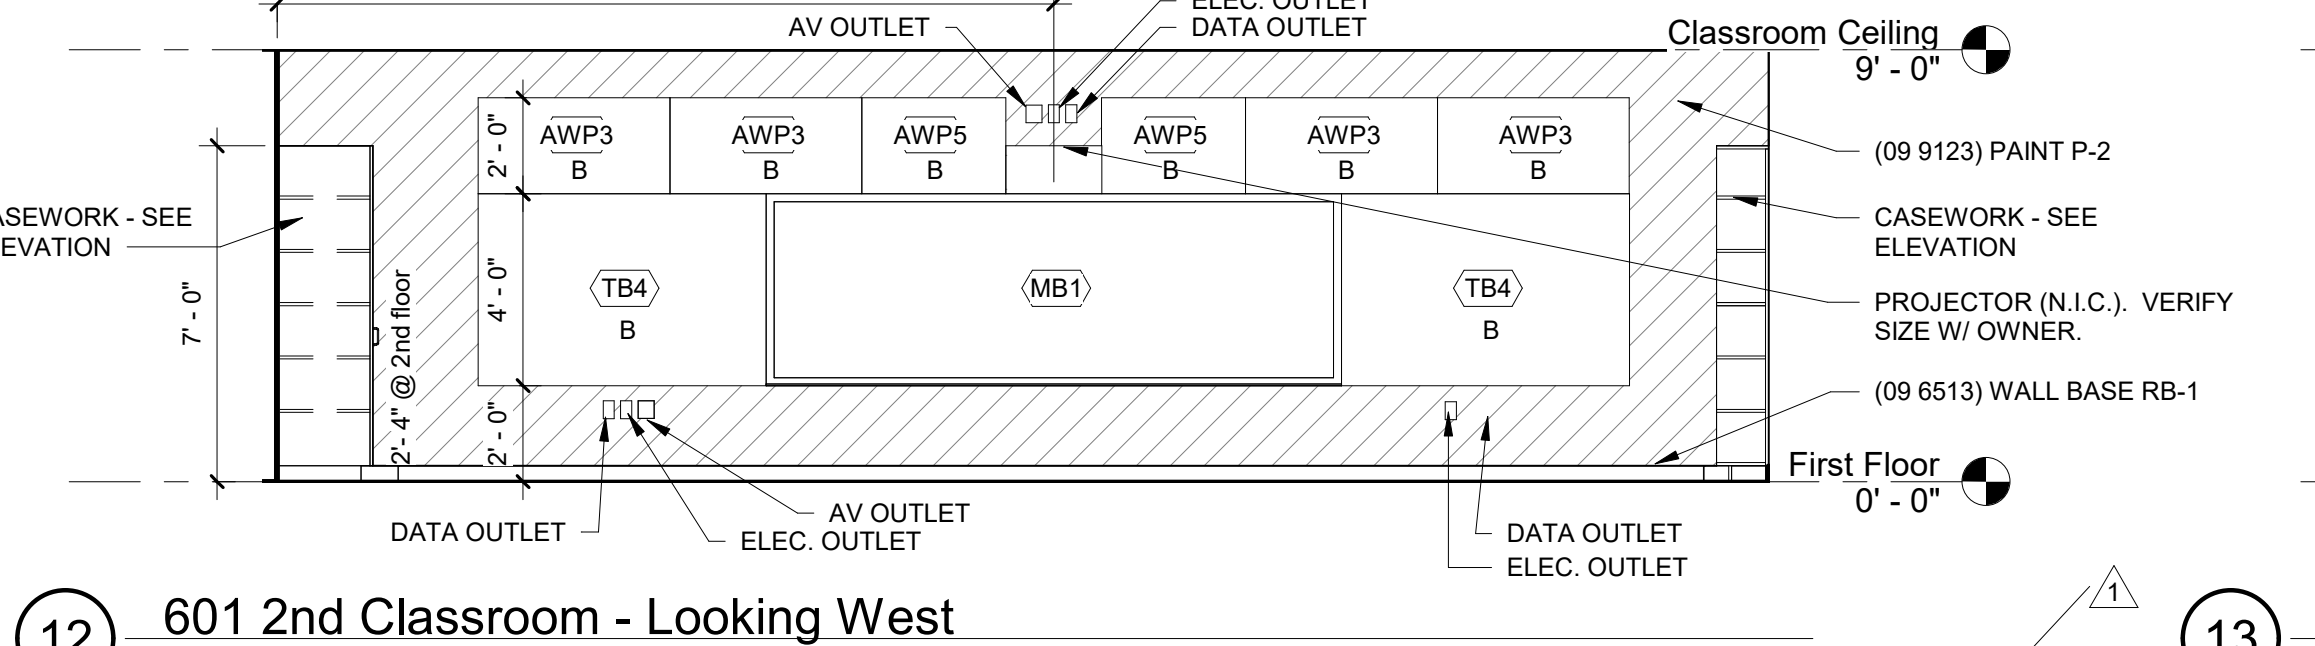 ELEC. OUTLET
AV OUTLET
DATA OUTLET
Classroom Ceiling
9' - 0"
2' - 0"
AWP3
B
AWP3
B
AWP5
B
AWP5
B
AWP3
B
AWP3
B
(09 9123) PAINT P-2
ASEWORK - SEE
EVATION
CASEWORK - SEE
ELEVATION
7' - 0"
2'- 4" @ 2nd floor
4' - 0"
TB4
B
MB1
TB4
B
PROJECTOR (N.I.C.). VERIFY
SIZE W/ OWNER.
(09 6513) WALL BASE RB-1
2' - 0"
First Floor
0' - 0"
DATA OUTLET
AV OUTLET
ELEC. OUTLET
DATA OUTLET
ELEC. OUTLET
1
12
601 2nd Classroom - Looking West
13